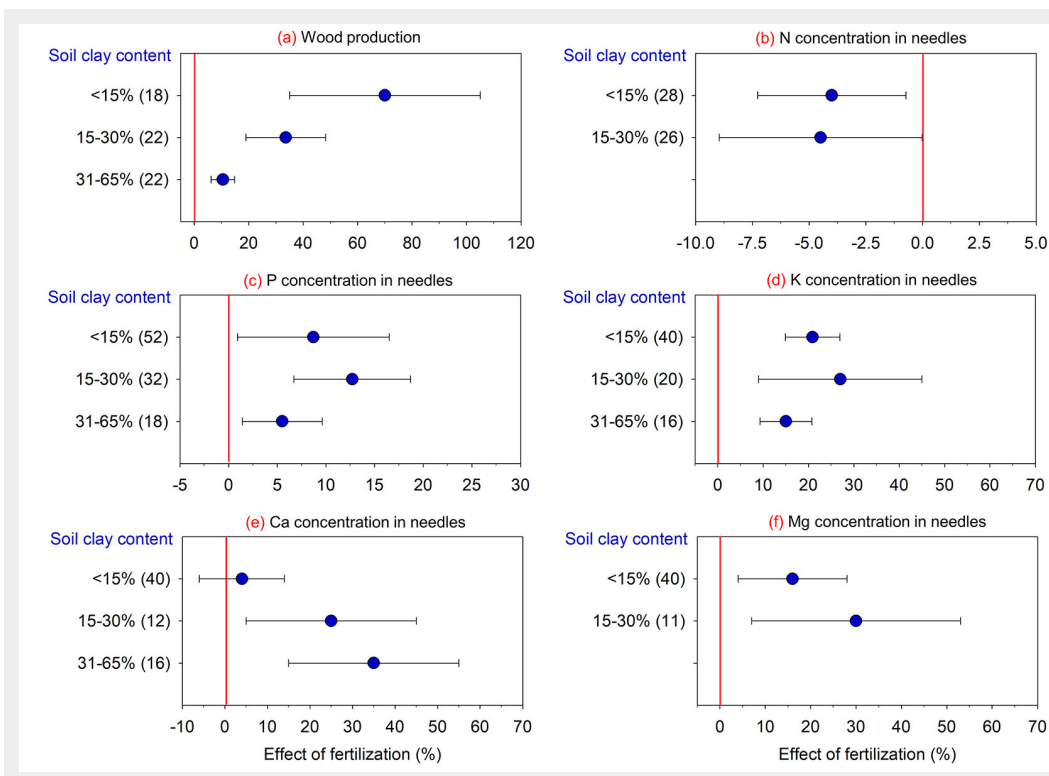 (a) Wood production
Soil clay content
<15% (18)
15-30% (22)
31-65% (22)
0 20 40 60 80 100 120
(b) N concentration in needles
Soil clay content
<15% (28)
15-30% (26)
-10.0 -7.5 -5.0 -2.5 0.0 2.5 5.0
(c) P concentration in needles
Soil clay content
<15% (52)
15-30% (32)
31-65% (18)
-5 0 5 10 15 20 25 30
(d) K concentration in needles
Soil clay content
<15% (40)
15-30% (20)
31-65% (16)
0 10 20 30 40 50 60 70
(e) Ca concentration in needles
Soil clay content
<15% (40)
15-30% (12)
31-65% (16)
-10 0 10 20 30 40 50 60 70
Effect of fertilization (%)
(f) Mg concentration in needles
Soil clay content
<15% (40)
15-30% (11)
0 10 20 30 40 50 60 70
Effect of fertilization (%)